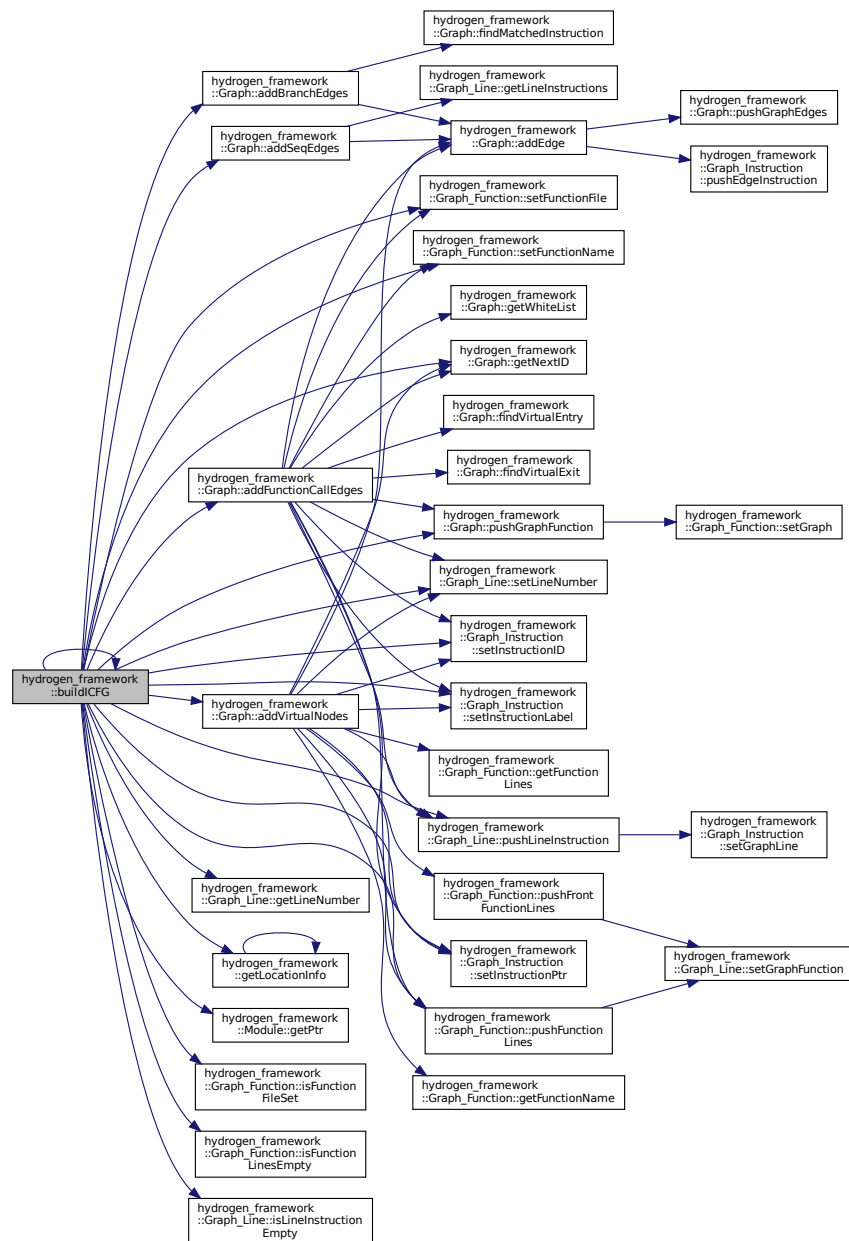 hydrogen_framework
::Graph::findMatchedInstruction
hydrogen_framework
::Graph::addBranchEdges
hydrogen_framework
::Graph_Line::getLineInstructions
hydrogen_framework
::Graph::pushGraphEdges
hydrogen_framework
::Graph::addSeqEdges
hydrogen_framework
::Graph::addEdge
hydrogen_framework
::Graph_Instruction
::pushEdgeInstruction
hydrogen_framework
::Graph_Function::setFunctionFile
hydrogen_framework
::Graph_Function::setFunctionName
hydrogen_framework
::Graph::getWhiteList
hydrogen_framework
::Graph::getNextID
hydrogen_framework
::Graph::findVirtualEntry
hydrogen_framework
::Graph::addFunctionCallEdges
hydrogen_framework
::Graph::findVirtualExit
hydrogen_framework
::Graph::pushGraphFunction
hydrogen_framework
::Graph_Function::setGraph
hydrogen_framework
::Graph_Line::setLineNumber
hydrogen_framework
::Graph_Instruction
::setInstructionID
hydrogen_framework
::buildICFG
hydrogen_framework
::Graph::addVirtualNodes
hydrogen_framework
::Graph_Instruction
::setInstructionLabel
hydrogen_framework
::Graph_Function::getFunction
Lines
hydrogen_framework
::Graph_Line::pushLineInstruction
hydrogen_framework
::Graph_Instruction
::setGraphLine
hydrogen_framework
::Graph_Line::getLineNumber
hydrogen_framework
::Graph_Function::pushFront
FunctionLines
hydrogen_framework
::getLocationInfo
hydrogen_framework
::Graph_Instruction
::setInstructionPtr
hydrogen_framework
::Graph_Line::setGraphFunction
hydrogen_framework
::Module::getPtr
hydrogen_framework
::Graph_Function::pushFunction
Lines
hydrogen_framework
::Graph_Function::isFunction
FileSet
hydrogen_framework
::Graph_Function::getFunctionName
hydrogen_framework
::Graph_Function::isFunction
LinesEmpty
hydrogen_framework
::Graph_Line::isLineInstruction
Empty